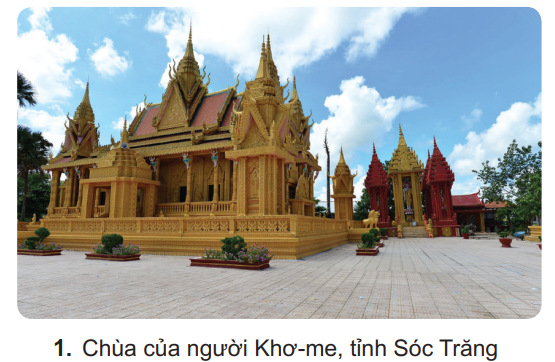 1. Chùa của người Khơ-me, tỉnh Sóc Trăng